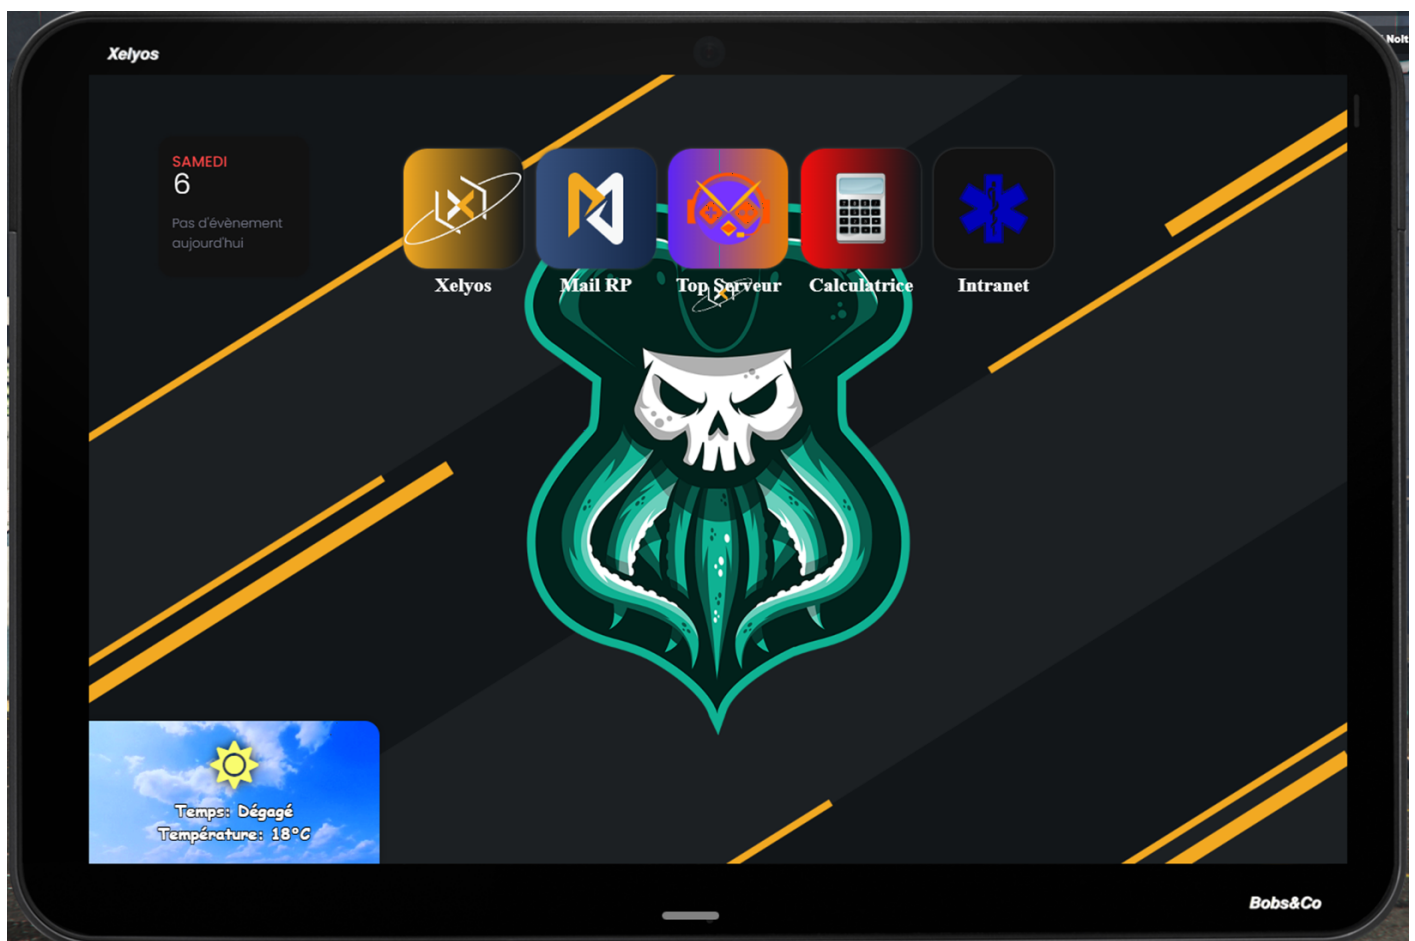 Nolt
Xelyos
SAMEDI
6
Pas d'évènement
aujourd'hui
Xelyos
Mail RP
Top Serveur
Calculatrice
Intranet
Temps: Dégagé
Température: 18°C
Bobs&Co